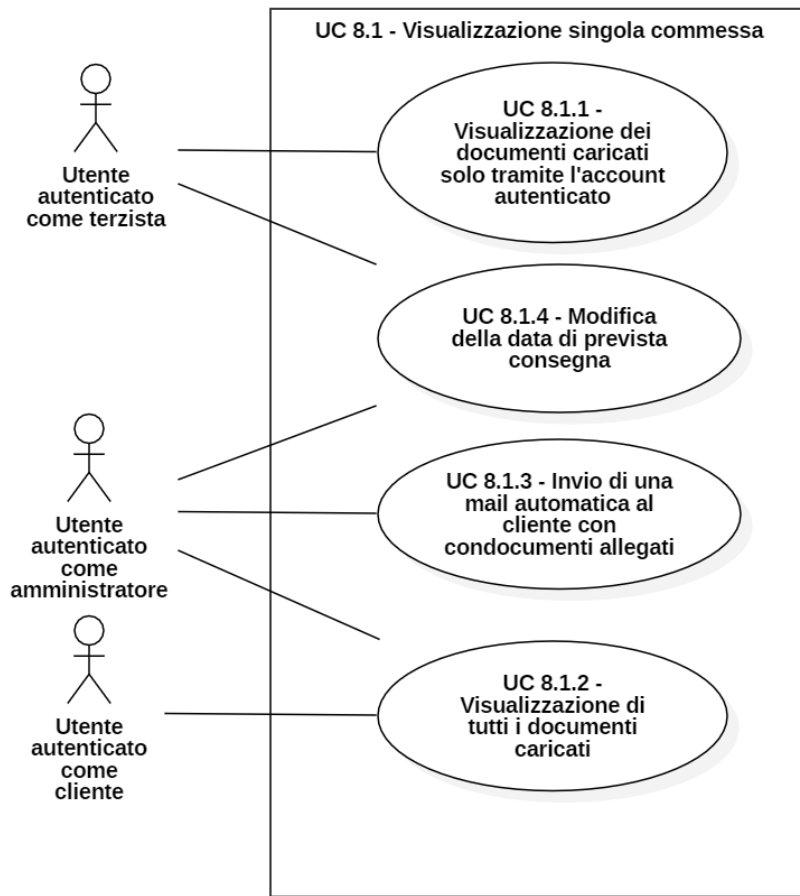 UC 8.1 - Visualizzazione singola commessa
UC 8.1.1 -
Visualizzazione dei
documenti caricati
solo tramite l'account
autenticato
Utente
autenticato
come terzista
UC 8.1.4 - Modifica
della data di prevista
consegna
UC 8.1.3 - Invio di una
mail automatica al
cliente con
condocumenti allegati
Utente
autenticato
come
amministratore
UC 8.1.2 -
Visualizzazione di
tutti i documenti
caricati
Utente
autenticato
come
cliente